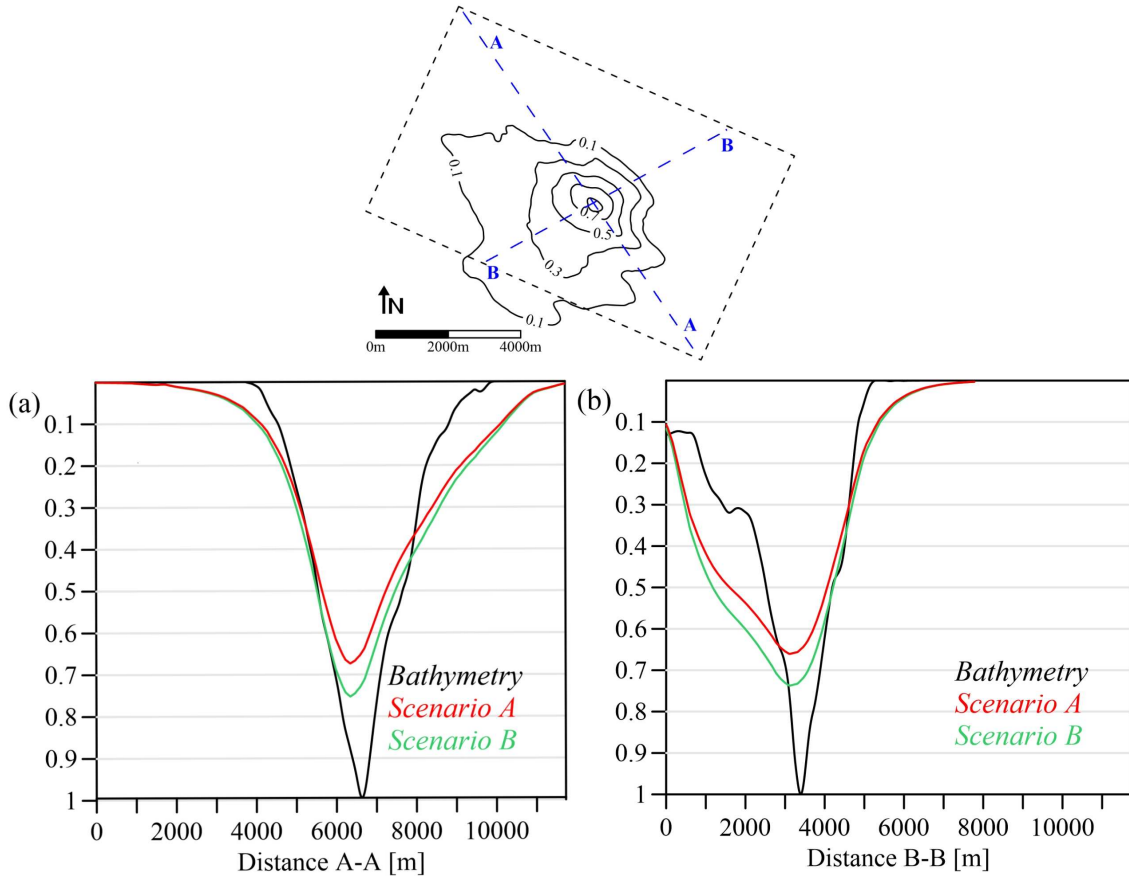 A
0.1
B
0.1
0.7
0.5
B
0.3
N
A
0.1
0m
2000m
4000m
(a)
0.1
0.2
0.3
0.4
0.5
0.6
0.7
0.8
0.9
1
Bathymetry
Scenario A
Scenario B
0
2000
4000
6000
8000
10000
Distance A-A [m]
(b)
0.1
0.2
0.3
0.4
0.5
0.6
0.7
0.8
0.9
1
Bathymetry
Scenario A
Scenario B
0
2000
4000
6000
8000
10000
Distance B-B [m]